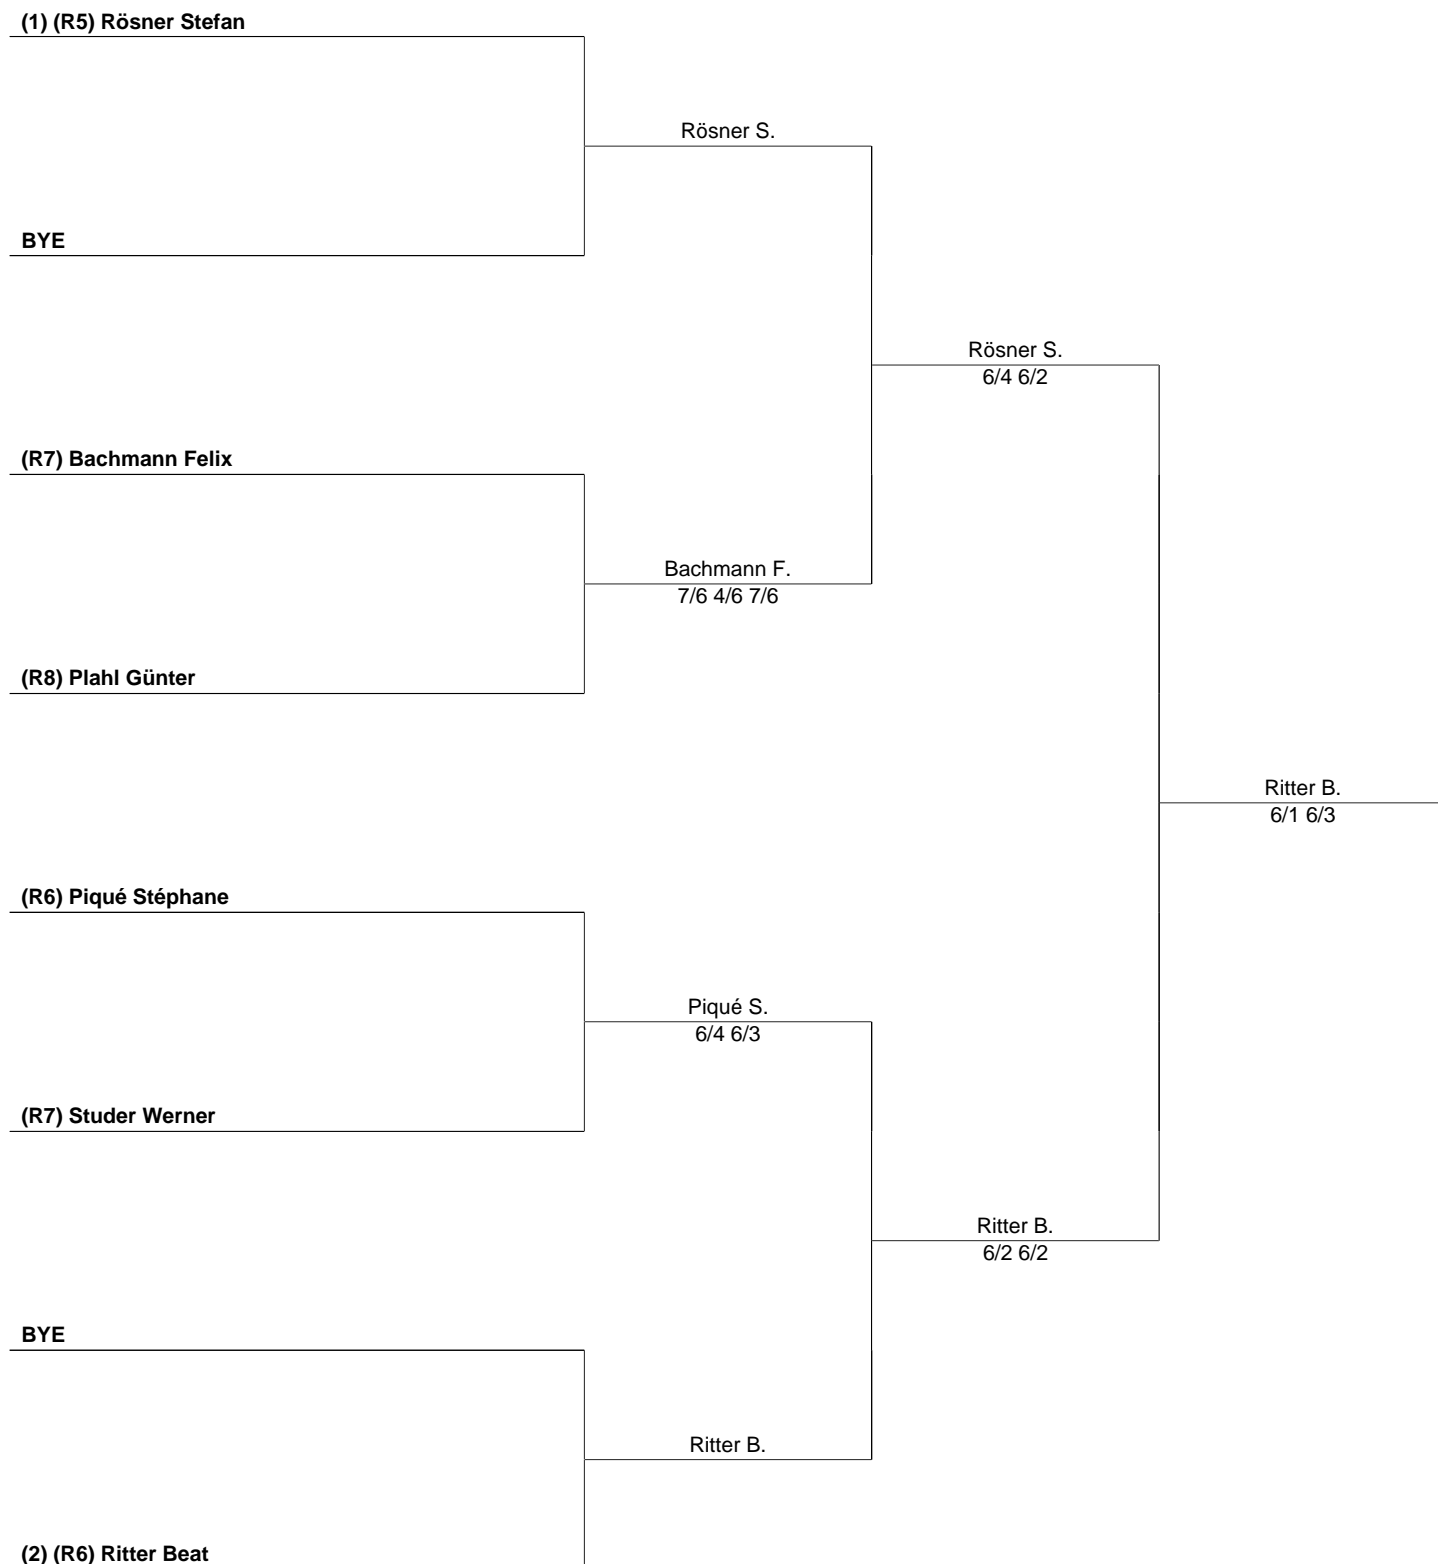 (1) (R5) Rösner Stefan
Rösner S.
BYE
Rösner S.
6/4 6/2
(R7) Bachmann Felix
Bachmann F.
7/6 4/6 7/6
(R8) Plahl Günter
Ritter B.
6/1 6/3
(R6) Piqué Stéphane
Piqué S.
6/4 6/3
(R7) Studer Werner
Ritter B.
6/2 6/2
BYE
Ritter B.
(2) (R6) Ritter Beat